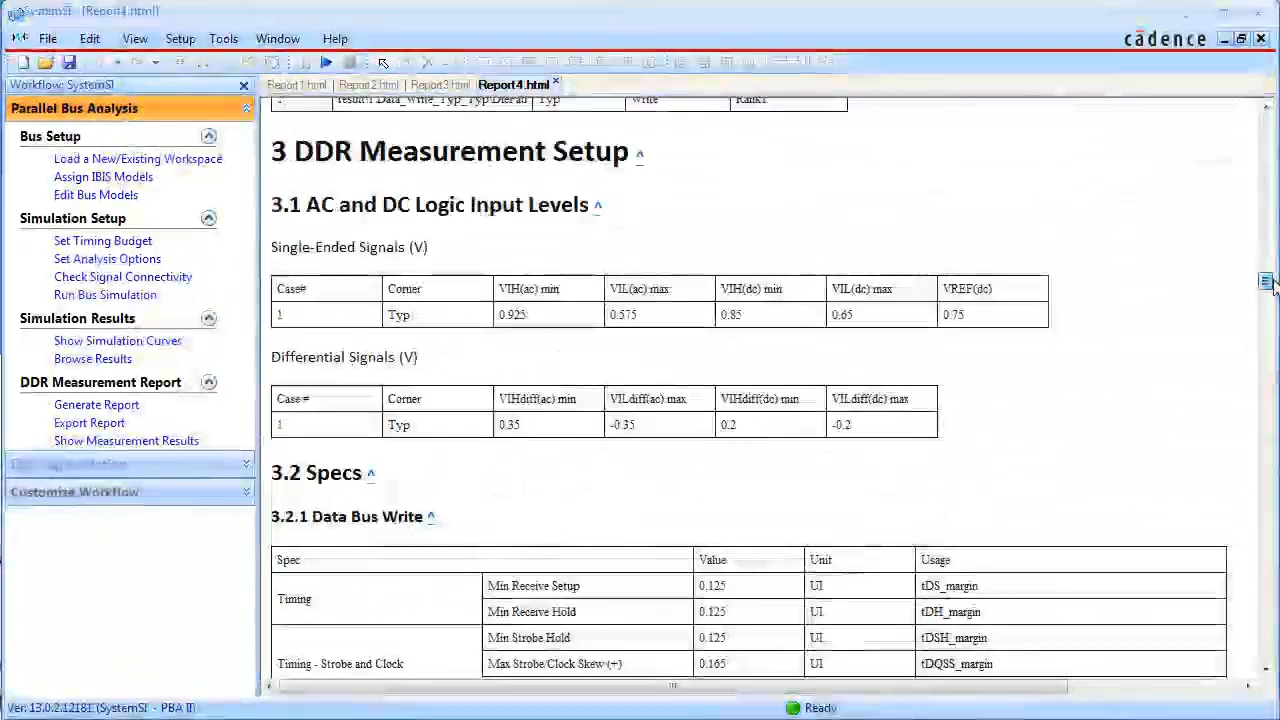 SystemSI - [Report4.html]
File Edit View Setup Tools Window Help
cādence
Workflow: SystemSI
Report1.html Report2.html Report3.html Report4.html
Parallel Bus Analysis
Bus Setup
Load a New/Existing Workspace
Assign IBIS Models
Edit Bus Models
Simulation Setup
Set Timing Budget
Set Analysis Options
Check Signal Connectivity
Run Bus Simulation
Simulation Results
Show Simulation Curves
Browse Results
DDR Measurement Report
Generate Report
Export Report
Show Measurement Results
Customize Workflow
Typ Write Rank1
3 DDR Measurement Setup ^
3.1 AC and DC Logic Input Levels ^
Single-Ended Signals (V)
Case# Corner VIH(ac) min VIL(ac) max VIH(dc) min VIL(dc) max VREF(dc)
1 Typ 0.925 0.575 0.85 0.65 0.75
Differential Signals (V)
Case# Corner VIHdiff(ac) min VILdiff(ac) max VIHdiff(dc) min VILdiff(dc) max
1 Typ 0.35 -0.35 0.2 -0.2
3.2 Specs ^
3.2.1 Data Bus Write ^
Spec Value Unit Usage
Timing
Min Receive Setup 0.125 UI tDS_margin
Min Receive Hold 0.125 UI tDH_margin
Timing - Strobe and Clock
Min Strobe Hold 0.125 UI tDSH_margin
Max Strobe/Clock Skew (+) 0.165 UI tDQSS_margin
Ver: 13.0.2.12181 (SystemSI - PBA II)
Ready